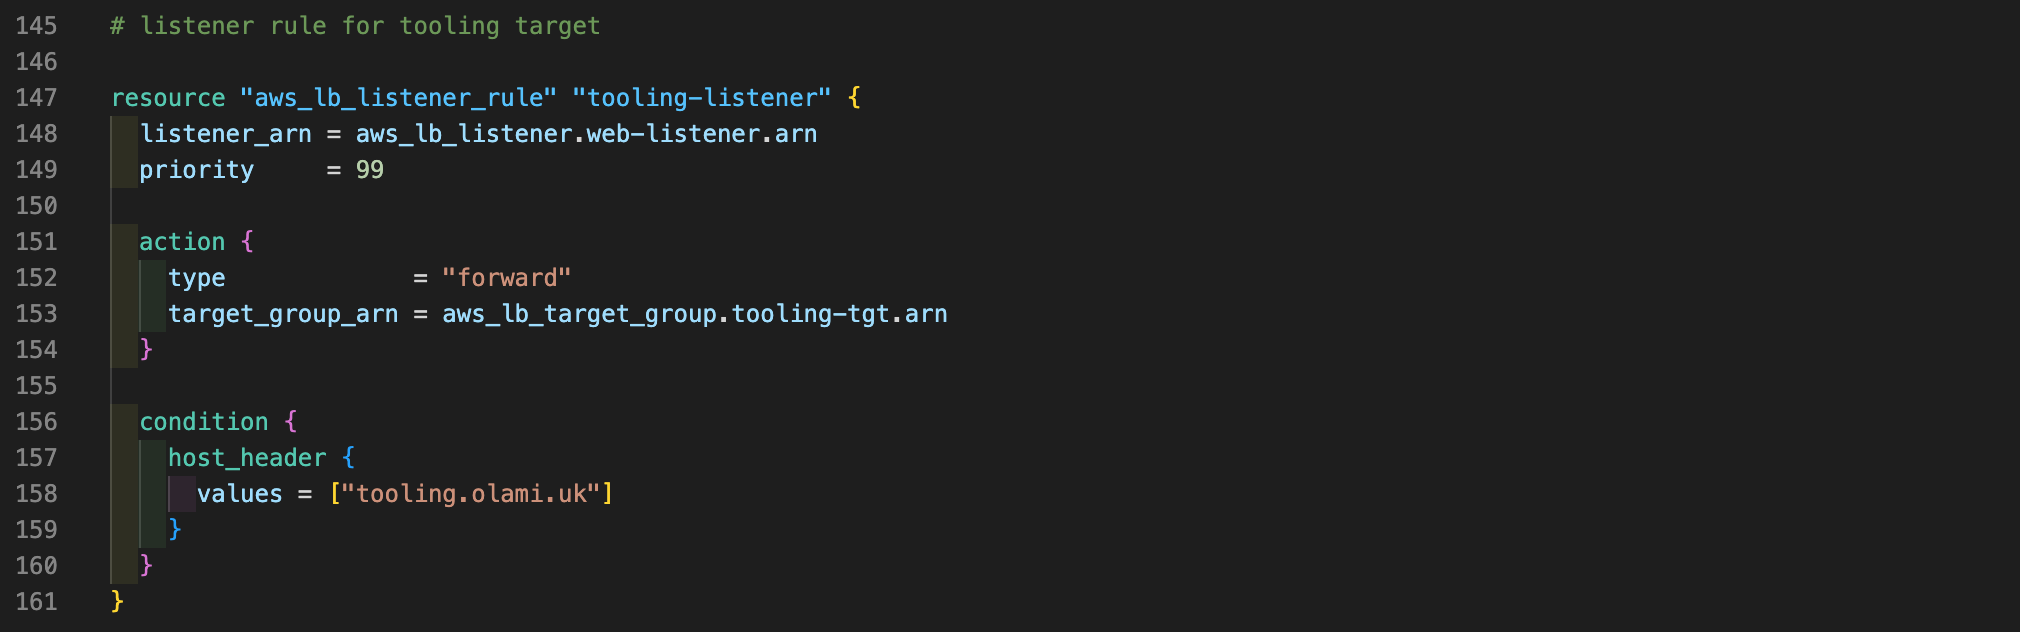 145 # listener rule for tooling target
146
147 resource "aws_lb_listener_rule" "tooling-listener" {
148   listener_arn = aws_lb_listener.web-listener.arn
149   priority     = 99
150
151   action {
152     type             = "forward"
153     target_group_arn = aws_lb_target_group.tooling-tgt.arn
154   }
155
156   condition {
157     host_header {
158       values = ["tooling.olami.uk"]
159     }
160   }
161 }